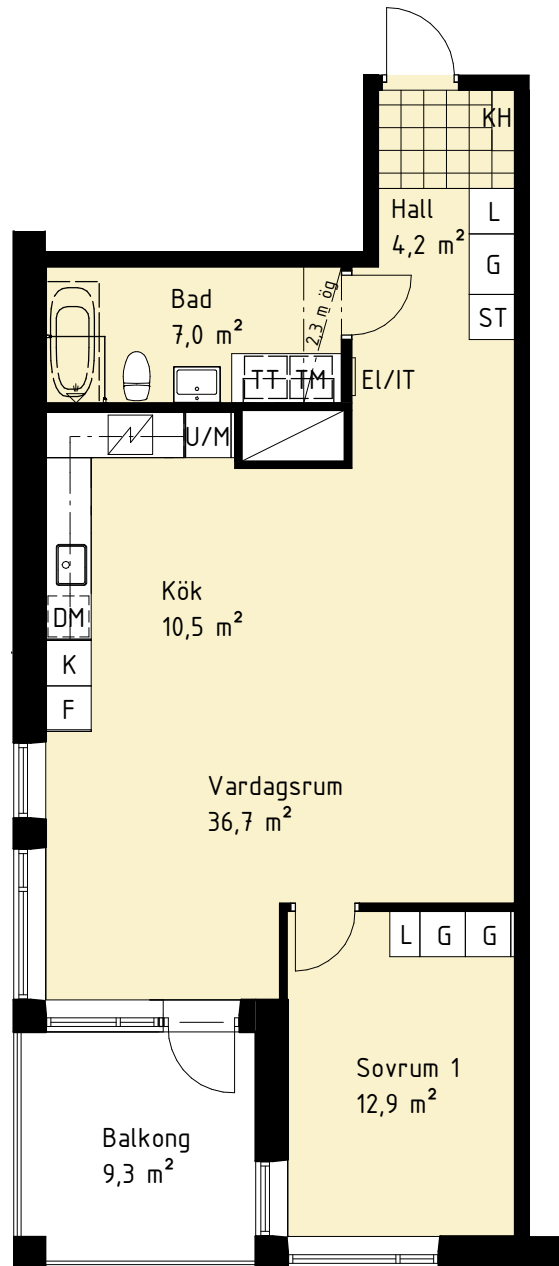 KH
Hall
4,2 m²
L
G
ST
Bad
7,0 m²
2,3 m ög
TT
TM
El/IT
U/M
Kök
10,5 m²
DM
K
F
Vardagsrum
36,7 m²
L
G
G
Sovrum 1
12,9 m²
Balkong
9,3 m²